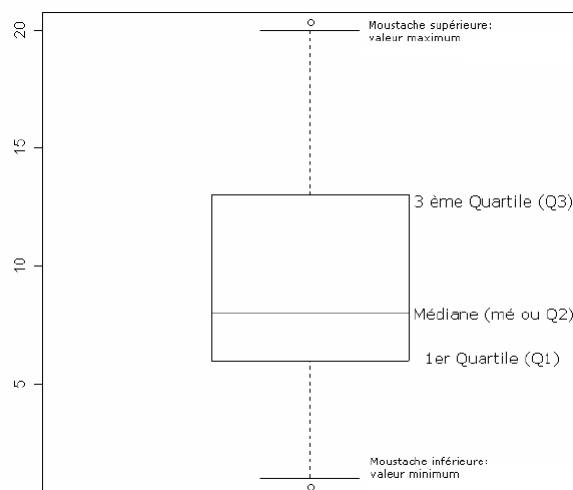 20
Moustache supérieure:
valeur maximum
15
3 ème Quartile (Q3)
10
Médiane (mé ou Q2)
1er Quartile (Q1)
5
Moustache inférieure:
valeur minimum